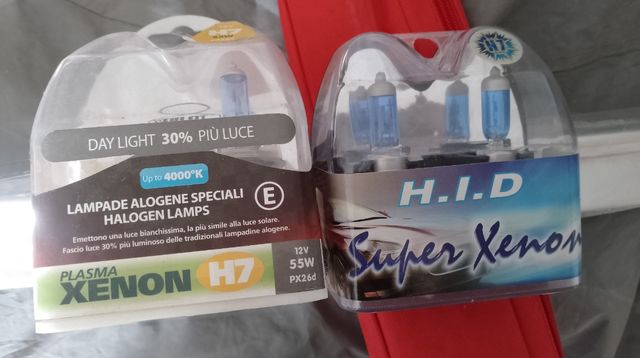 H7
55W
DAY LIGHT 30% PIÙ LUCE
Up to 4000°K
LAMPADE ALOGENE SPECIALI
HALOGEN LAMPS
E
Emettono una luce bianchissima, la più simile alla luce solare.
Fascio luce 30% più luminoso delle tradizionali lampadine alogene.
PLASMA
XENON H7
12V
55W
PX26d
H7
H.I.D
Super Xenon